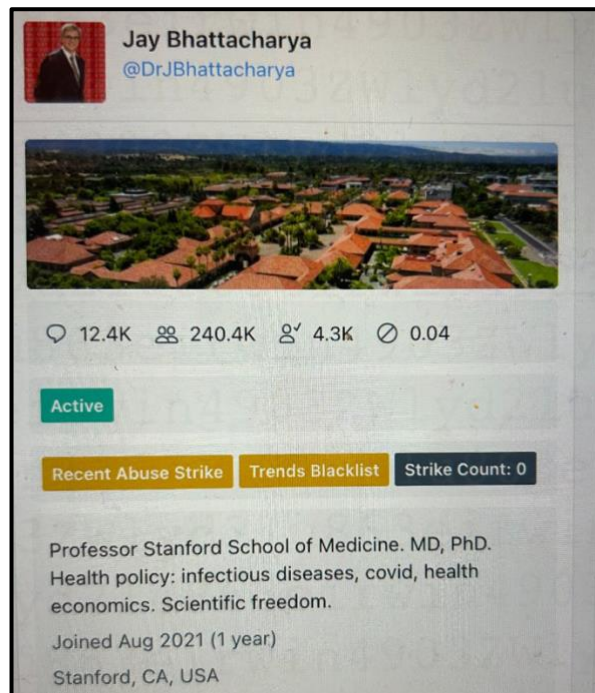 Jay Bhattacharya
@DrJBhattacharya
12.4K 240.4K 4.3K 0.04
Active
Recent Abuse Strike Trends Blacklist Strike Count: 0
Professor Stanford School of Medicine. MD, PhD.
Health policy: infectious diseases, covid, health
economics. Scientific freedom.
Joined Aug 2021 (1 year)
Stanford, CA, USA